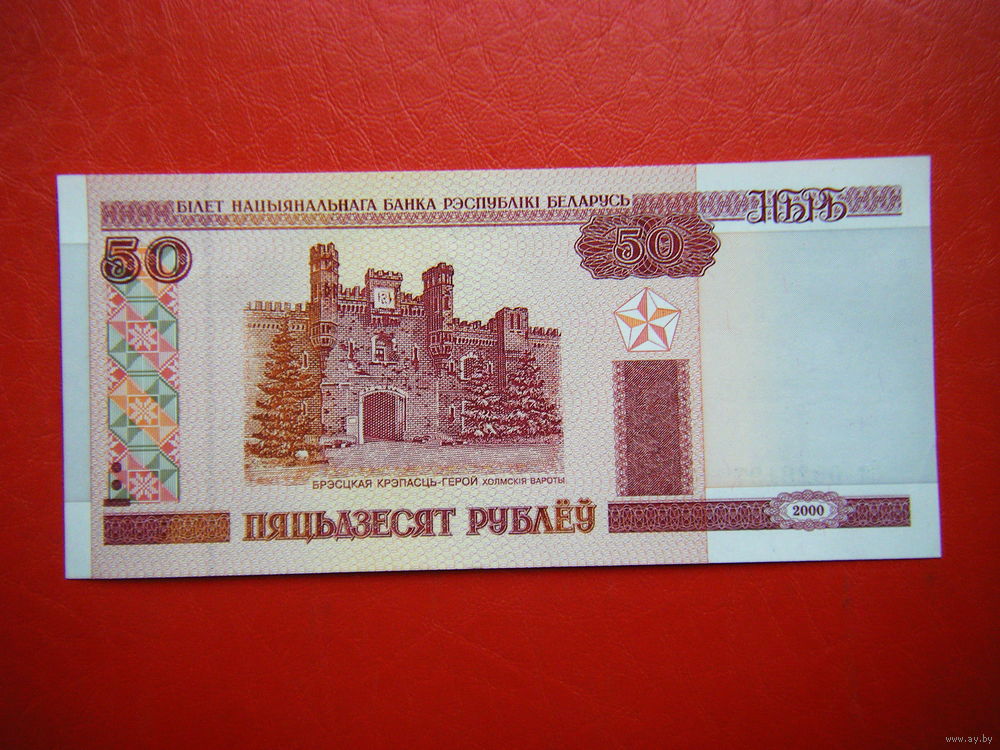 БІЛЕТ НАЦЫЯНАЛЬНАГА БАНКА РЭСПУБЛІКІ БЕЛАРУСЬ
НБРБ
50
50
БРЭСЦКАЯ КРЭПАСЦЬ-ГЕРОЙ ХОЛМСКІЯ ВАРОТЫ
ПЯЦЬДЗЕСЯТ РУБЛЁЎ
2000
www.ay.by